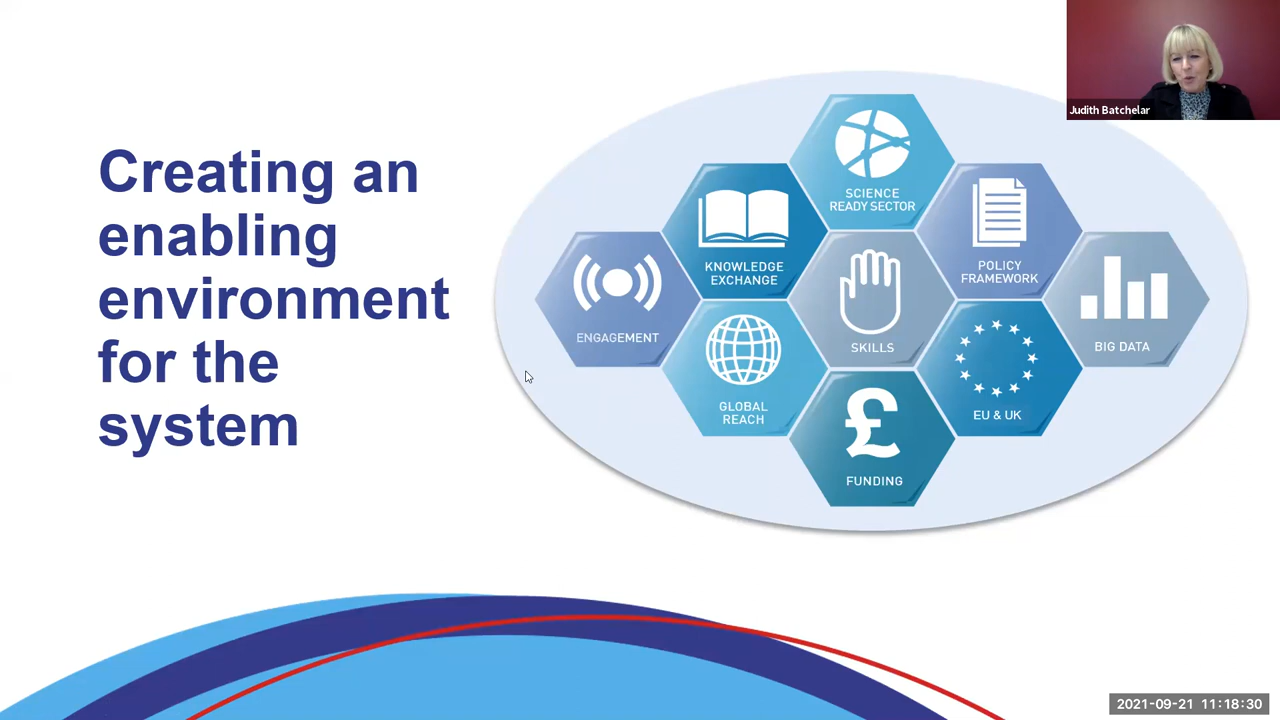 Judith Batchelar
Creating an
enabling
environment
for the
system
SCIENCE
READY SECTOR
KNOWLEDGE
EXCHANGE
POLICY
FRAMEWORK
ENGAGEMENT
SKILLS
BIG DATA
GLOBAL
REACH
EU & UK
£
FUNDING
2021-09-21 11:18:30